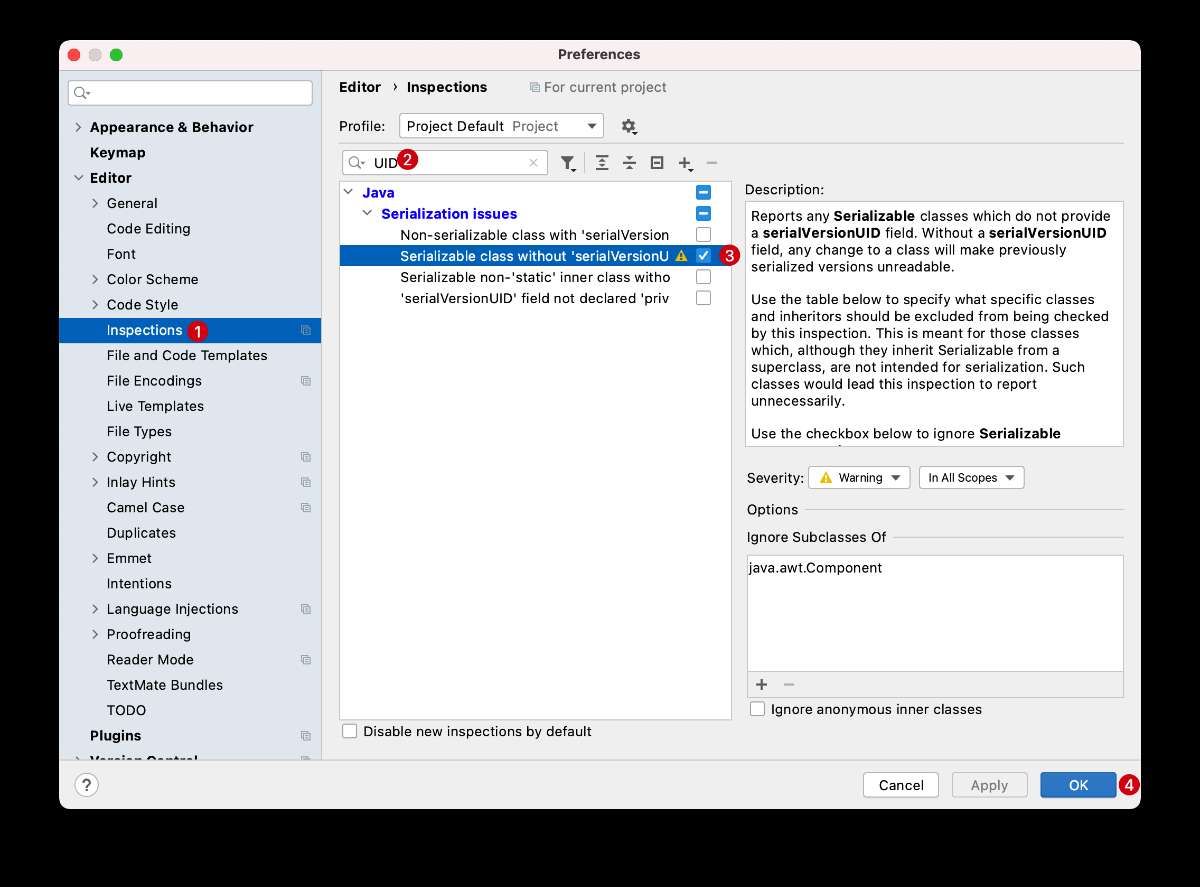 Preferences
Appearance & Behavior
Keymap
Editor
General
Code Editing
Font
Color Scheme
Code Style
Inspections 1
File and Code Templates
File Encodings
Live Templates
File Types
Copyright
Inlay Hints
Camel Case
Duplicates
Emmet
Intentions
Language Injections
Proofreading
Reader Mode
TextMate Bundles
TODO
Plugins
Version Control
?
Editor › Inspections For current project
Profile: Project Default Project
UID 2
Java
Serialization issues
Non-serializable class with 'serialVersion
Serializable class without 'serialVersionU 3
Serializable non-'static' inner class witho
'serialVersionUID' field not declared 'priv
Disable new inspections by default
Description:
Reports any Serializable classes which do not provide
a serialVersionUID field. Without a serialVersionUID
field, any change to a class will make previously
serialized versions unreadable.
Use the table below to specify what specific classes
and inheritors should be excluded from being checked
by this inspection. This is meant for those classes
which, although they inherit Serializable from a
superclass, are not intended for serialization. Such
classes would lead this inspection to report
unnecessarily.
Use the checkbox below to ignore Serializable
Severity: Warning In All Scopes
Options
Ignore Subclasses Of
java.awt.Component
Ignore anonymous inner classes
Cancel Apply OK 4